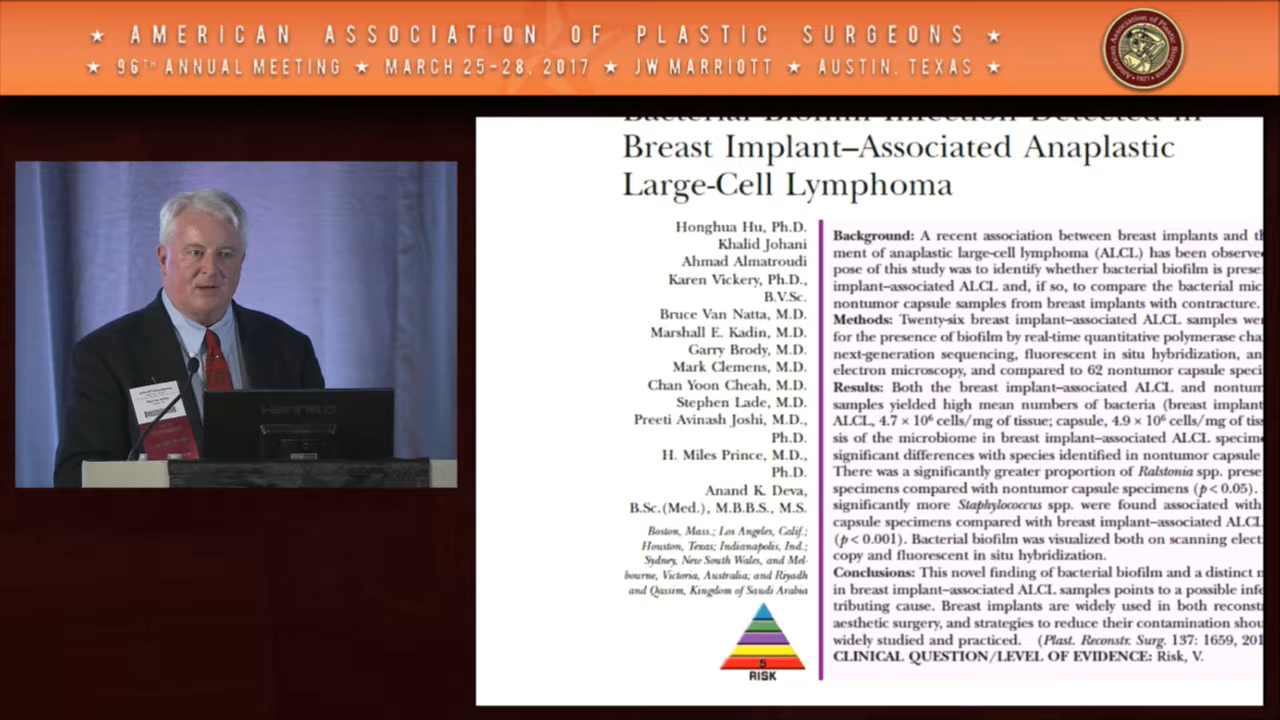 ★ AMERICAN ASSOCIATION OF PLASTIC SURGEONS ★
★ 96TH ANNUAL MEETING ★ MARCH 25-28, 2017 ★ JW MARRIOTT ★ AUSTIN, TEXAS ★
Bacterial Biofilm Infection Detected in
Breast Implant–Associated Anaplastic
Large-Cell Lymphoma
Honghua Hu, Ph.D.
Khalid Johani
Ahmad Almatroudi
Karen Vickery, Ph.D.,
B.V.Sc.
Bruce Van Natta, M.D.
Marshall E. Kadin, M.D.
Garry Brody, M.D.
Mark Clemens, M.D.
Chan Yoon Cheah, M.D.
Stephen Lade, M.D.
Preeti Avinash Joshi, M.D.,
Ph.D.
H. Miles Prince, M.D.,
Ph.D.
Anand K. Deva,
B.Sc.(Med.), M.B.B.S., M.S.
Boston, Mass.; Los Angeles, Calif.;
Houston, Texas; Indianapolis, Ind.;
Sydney, New South Wales, and Mel-
bourne, Victoria, Australia; and Riyadh
and Qassim, Kingdom of Saudi Arabia
5
RISK
Background: A recent association between breast implants and th
ment of anaplastic large-cell lymphoma (ALCL) has been observe
pose of this study was to identify whether bacterial biofilm is prese
implant–associated ALCL and, if so, to compare the bacterial mic
nontumor capsule samples from breast implants with contracture.
Methods: Twenty-six breast implant–associated ALCL samples wer
for the presence of biofilm by real-time quantitative polymerase cha
next-generation sequencing, fluorescent in situ hybridization, an
electron microscopy, and compared to 62 nontumor capsule speci
Results: Both the breast implant–associated ALCL and nontum
samples yielded high mean numbers of bacteria (breast implant
ALCL, 4.7 × 10⁶ cells/mg of tissue; capsule, 4.9 × 10⁶ cells/mg of tiss
sis of the microbiome in breast implant–associated ALCL specim
significant differences with species identified in nontumor capsule
There was a significantly greater proportion of Ralstonia spp. prese
specimens compared with nontumor capsule specimens (p < 0.05).
significantly more Staphylococcus spp. were found associated with
capsule specimens compared with breast implant–associated ALCL
(p < 0.001). Bacterial biofilm was visualized both on scanning elect
copy and fluorescent in situ hybridization.
Conclusions: This novel finding of bacterial biofilm and a distinct m
in breast implant–associated ALCL samples points to a possible infe
tributing cause. Breast implants are widely used in both reconst
aesthetic surgery, and strategies to reduce their contamination shou
widely studied and practiced. (Plast. Reconstr. Surg. 137: 1659, 201
CLINICAL QUESTION/LEVEL OF EVIDENCE: Risk, V.